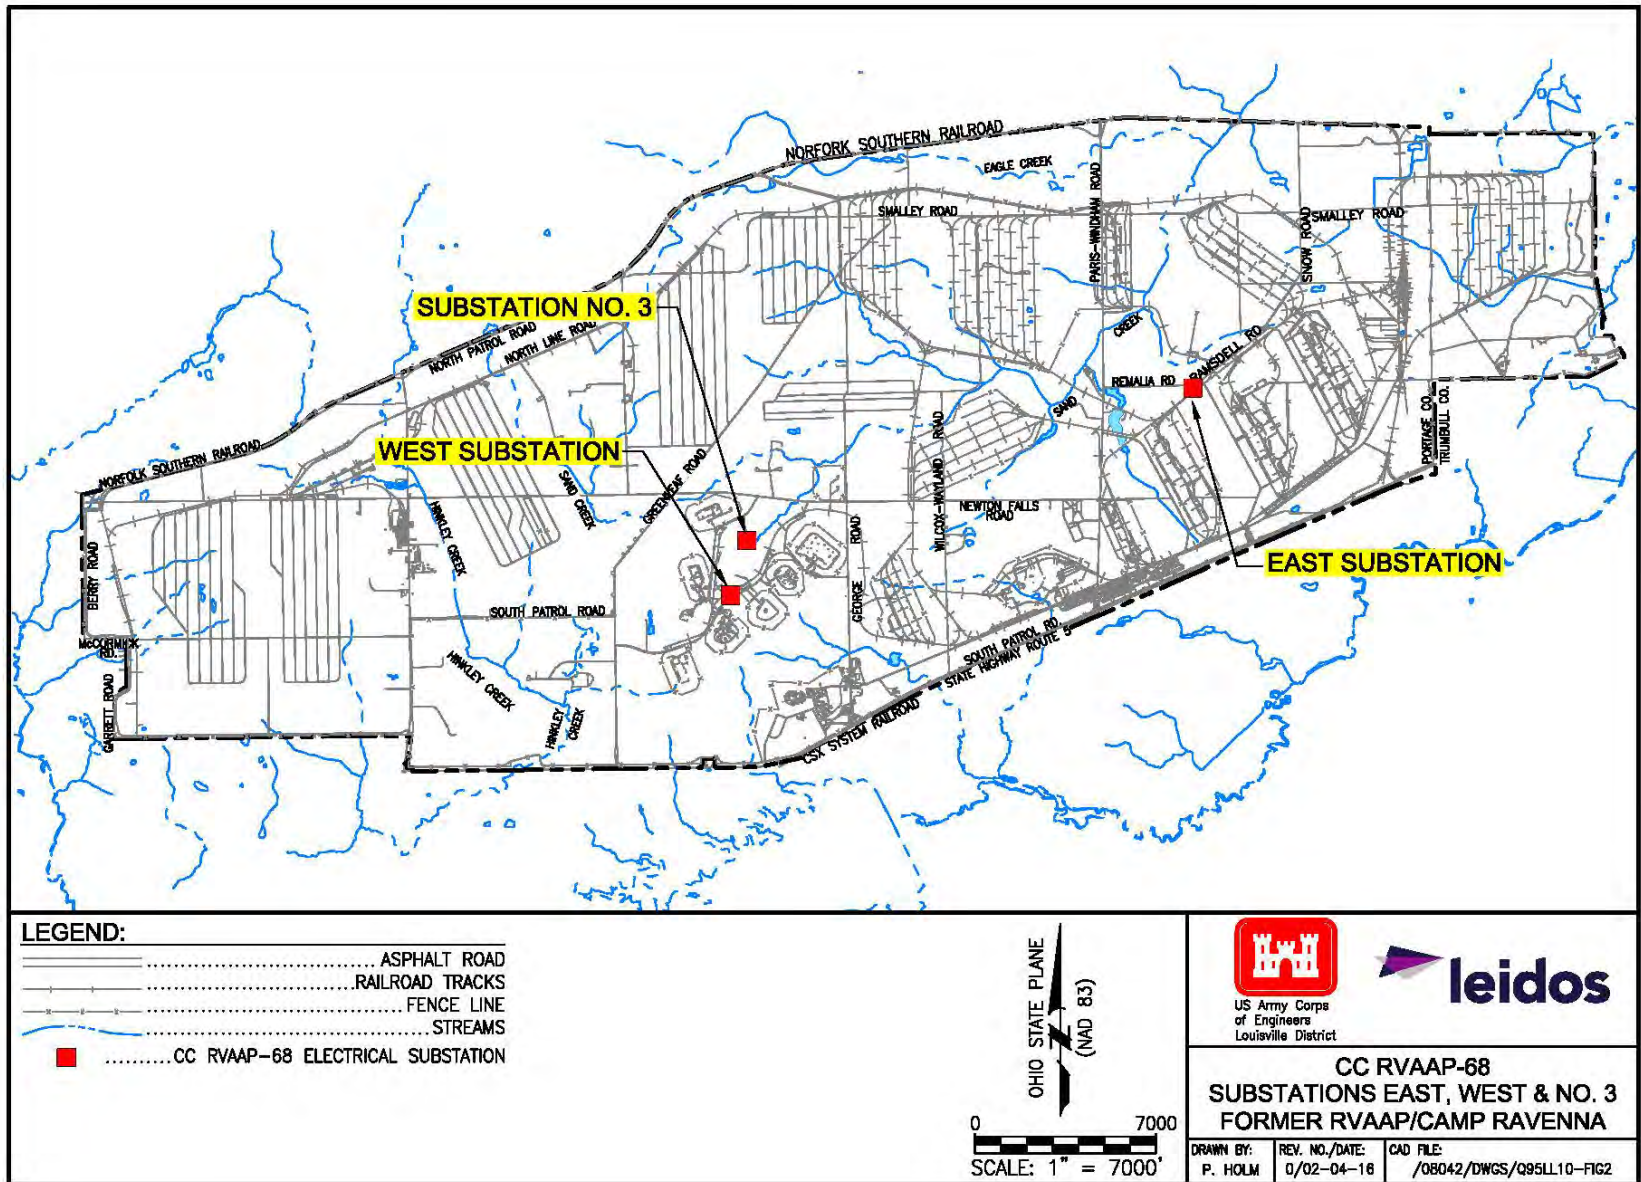 NORFORK SOUTHERN RAILROAD
EAGLE CREEK
PARIS-WINDHAM ROAD
SMALLEY ROAD
SNOW ROAD
SMALLEY ROAD
SUBSTATION NO. 3
NORTH PATROL ROAD
NORTH LINE ROAD
CREEK
RAMSDELL RD
REMALIA RD
SAND
WEST SUBSTATION
NORFOLK SOUTHERN RAILROAD
PORTAGE CO.
TRUMBULL CO.
SAND CREEK
GREENLEAF ROAD
WILCOX-WAYLAND ROAD
NEWTON FALLS
ROAD
HINKLEY CREEK
BERRY ROAD
GEORGE ROAD
EAST SUBSTATION
SOUTH PATROL ROAD
McCORMICK
RD.
SOUTH PATROL RD.
STATE HIGHWAY ROUTE 5
HINKLEY CREEK
GARRETT ROAD
HINKLEY
CREEK
CSX SYSTEM RAILROAD
LEGEND:
ASPHALT ROAD
RAILROAD TRACKS
FENCE LINE
STREAMS
CC RVAAP-68 ELECTRICAL SUBSTATION
OHIO STATE PLANE
(NAD 83)
N
0 7000
SCALE: 1" = 7000'
US Army Corps
of Engineers
Louisville District
leidos
CC RVAAP-68
SUBSTATIONS EAST, WEST & NO. 3
FORMER RVAAP/CAMP RAVENNA
DRAWN BY:
P. HOLM
REV. NO./DATE:
0/02-04-16
CAD FILE:
/08042/DWGS/Q95LL10-FIG2